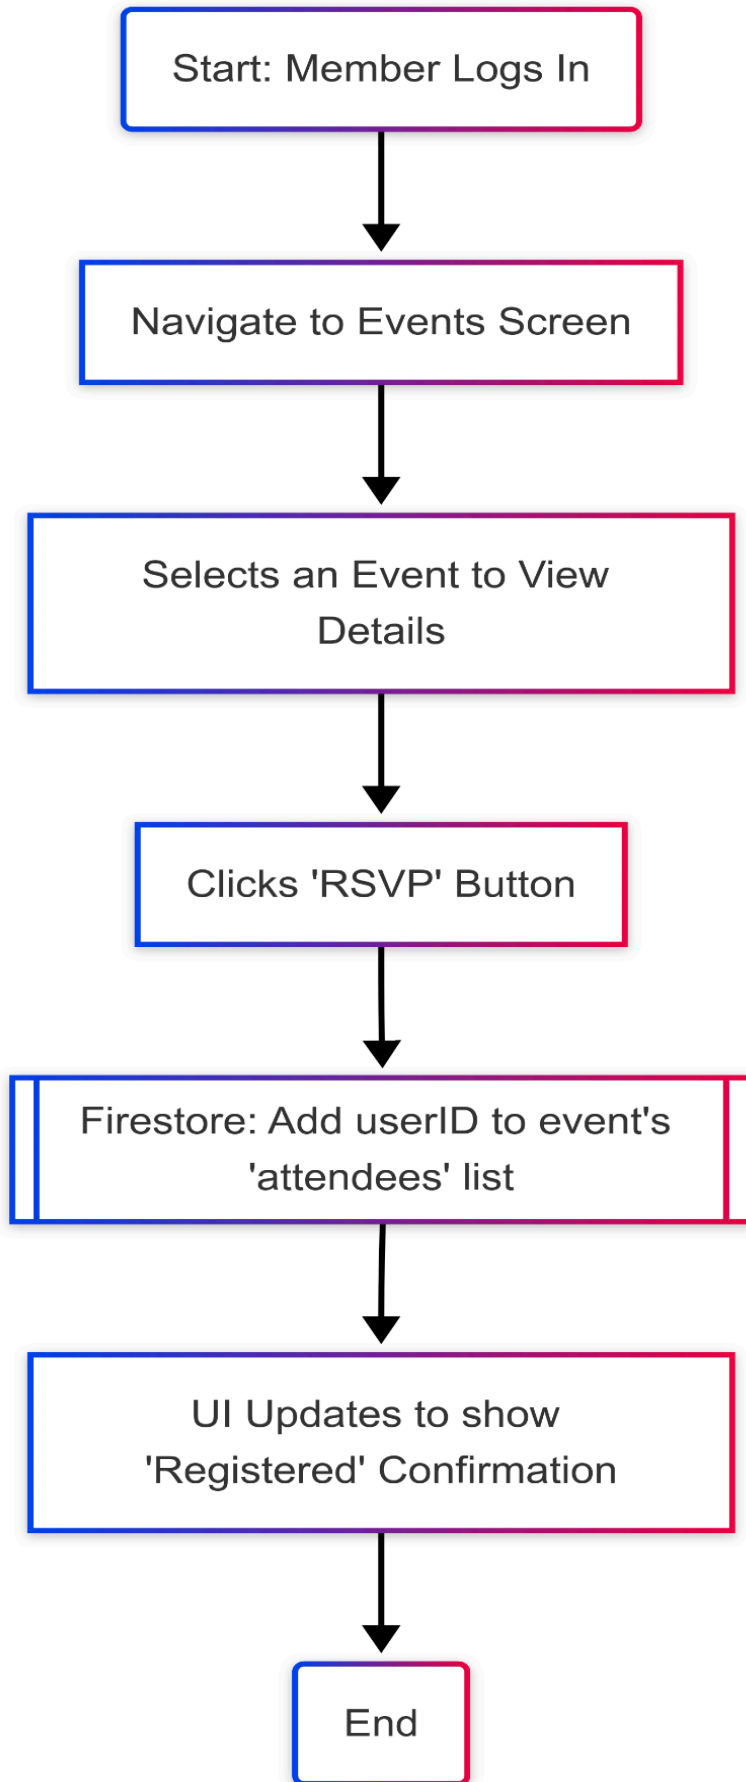 Start: Member Logs In
Navigate to Events Screen
Selects an Event to View
Details
Clicks 'RSVP' Button
Firestore: Add userID to event's
'attendees' list
UI Updates to show
'Registered' Confirmation
End